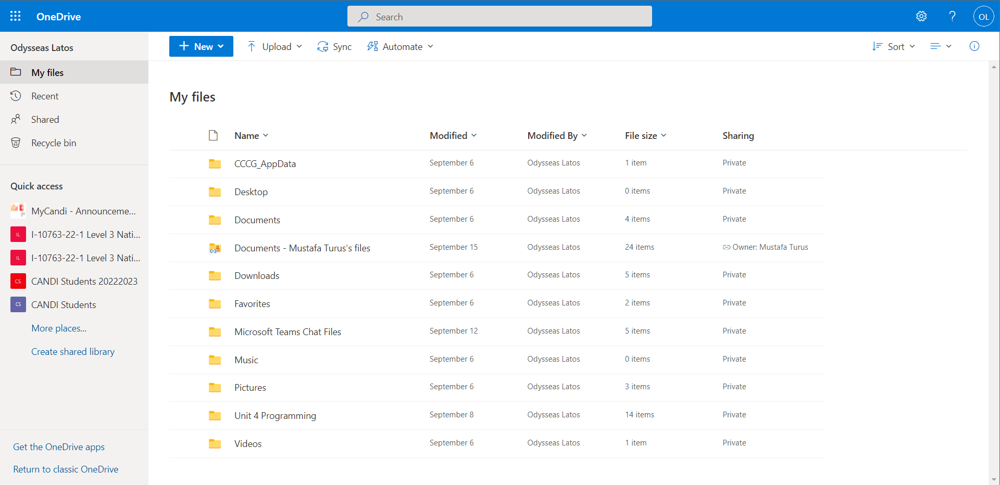 OneDrive
Search
OL
Odysseas Latos
My files
Recent
Shared
Recycle bin
Quick access
MyCandi - Announceme...
IL
I-10763-22-1 Level 3 Nati...
IL
I-10763-22-1 Level 3 Nati...
CS
CANDI Students 20222023
CS
CANDI Students
More places...
Create shared library
Get the OneDrive apps
Return to classic OneDrive
New
Upload
Sync
Automate
Sort
My files
Name Modified Modified By File size Sharing
CCCG_AppData September 6 Odysseas Latos 1 item Private
Desktop September 6 Odysseas Latos 0 items Private
Documents September 6 Odysseas Latos 4 items Private
Documents - Mustafa Turus's files September 15 Odysseas Latos 24 items Owner: Mustafa Turus
Downloads September 6 Odysseas Latos 5 items Private
Favorites September 6 Odysseas Latos 2 items Private
Microsoft Teams Chat Files September 12 Odysseas Latos 5 items Private
Music September 6 Odysseas Latos 0 items Private
Pictures September 6 Odysseas Latos 3 items Private
Unit 4 Programming September 8 Odysseas Latos 14 items Private
Videos September 6 Odysseas Latos 1 item Private